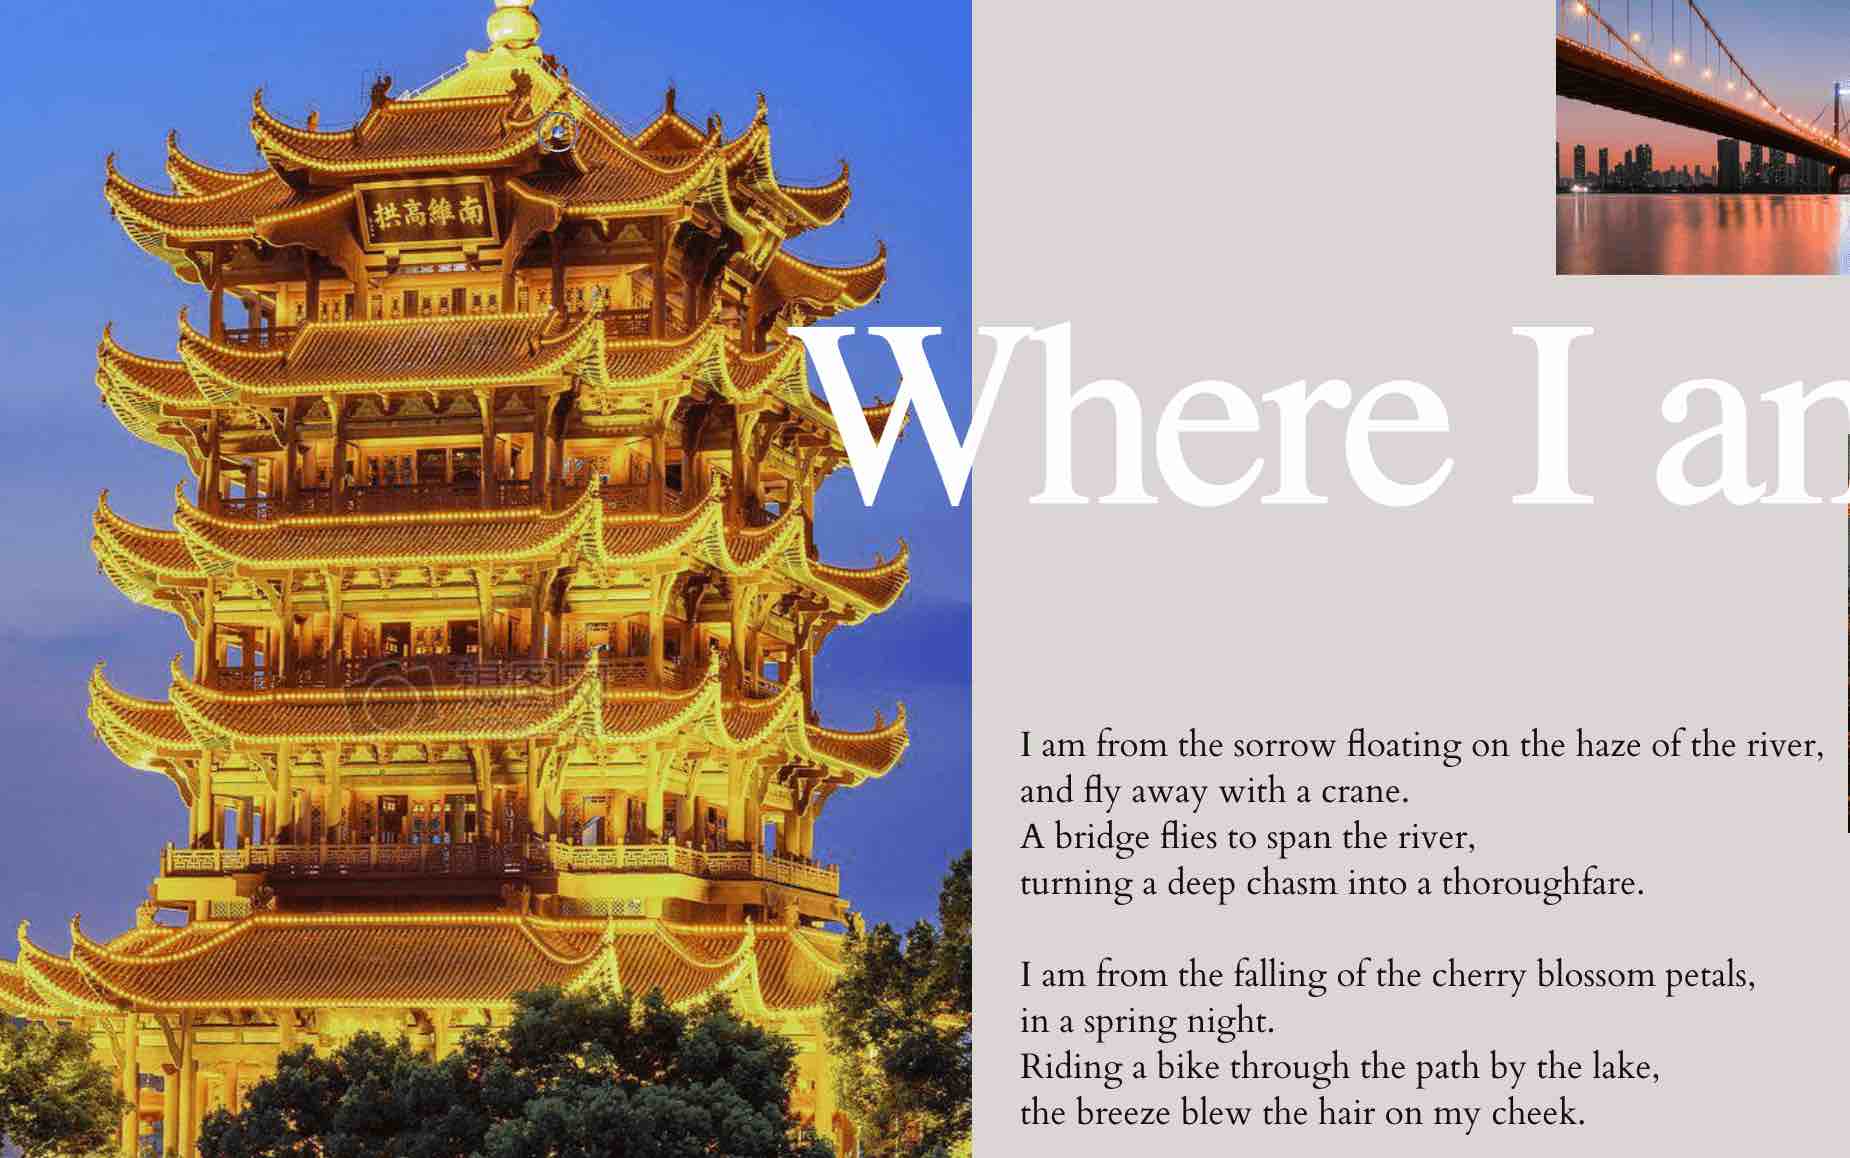 拱高維南
Where I am
I am from the sorrow floating on the haze of the river,
and fly away with a crane.
A bridge flies to span the river,
turning a deep chasm into a thoroughfare.
I am from the falling of the cherry blossom petals,
in a spring night.
Riding a bike through the path by the lake,
the breeze blew the hair on my cheek.